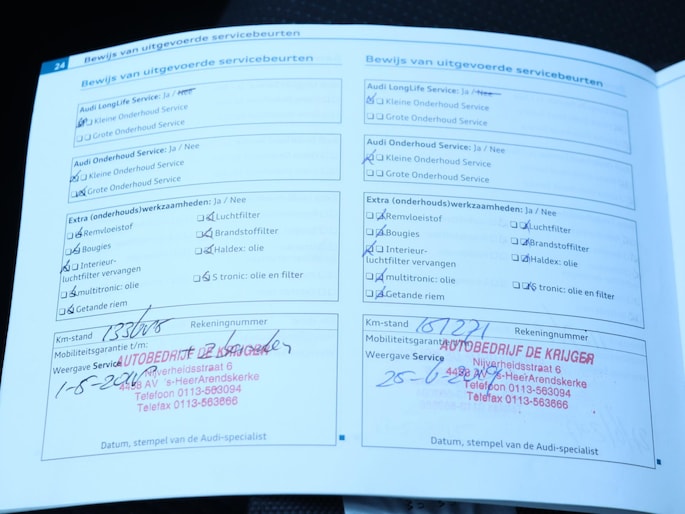 24
Bewijs van uitgevoerde servicebeurten
Bewijs van uitgevoerde servicebeurten
Audi LongLife Service: Ja / Nee
Kleine Onderhoud Service
Grote Onderhoud Service
Audi Onderhoud Service: Ja / Nee
Kleine Onderhoud Service
Grote Onderhoud Service
Extra (onderhouds)werkzaamheden: Ja / Nee
Remvloeistof
Luchtfilter
Bougies
Brandstoffilter
Interieur-
luchtfilter vervangen
Haldex: olie
multitronic: olie
S tronic: olie en filter
Getande riem
Km-stand
Rekeningnummer
Mobiliteitsgarantie t/m:
+ 2 banden
Weergave Service
AUTOBEDRIJF DE KRIJGER
Nijverheidsstraat 6
4458 AV 's-HeerArendskerke
Telefoon 0113-563094
Telefax 0113-563666
Datum, stempel van de Audi-specialist
Bewijs van uitgevoerde servicebeurten
Audi LongLife Service: Ja / Nee
Kleine Onderhoud Service
Grote Onderhoud Service
Audi Onderhoud Service: Ja / Nee
Kleine Onderhoud Service
Grote Onderhoud Service
Extra (onderhouds)werkzaamheden: Ja / Nee
Remvloeistof
Luchtfilter
Bougies
Brandstoffilter
Interieur-
luchtfilter vervangen
Haldex: olie
multitronic: olie
S tronic: olie en filter
Getande riem
Km-stand 151271
Rekeningnummer
Weergave Service
AUTOBEDRIJF DE KRIJGER
Nijverheidsstraat 6
4458 AV 's-HeerArendskerke
Telefoon 0113-563094
Telefax 0113-563666
Datum, stempel van de Audi-specialist